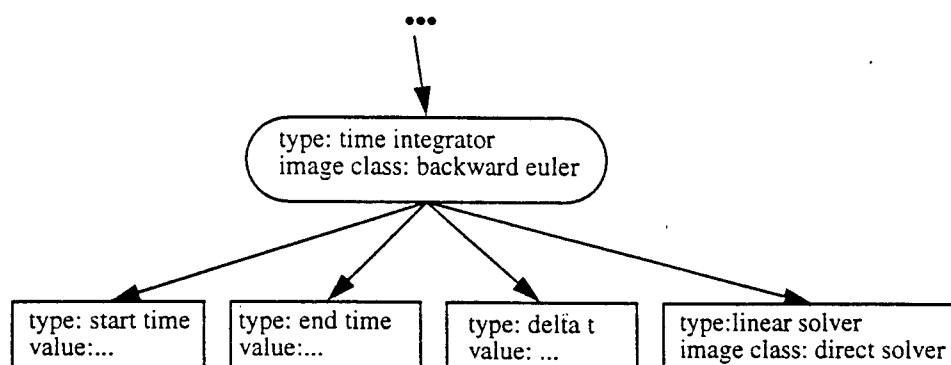 •••
type: time integrator
image class: backward euler
type: start time
value:...
type: end time
value:...
type: delta t
value: ...
type:linear solver
image class: direct solver